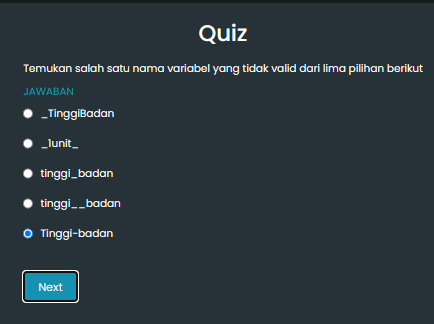 Quiz
Temukan salah satu nama variabel yang tidak valid dari lima pilihan berikut
JAWABAN
_TinggiBadan
_1unit_
tinggi_badan
tinggi__badan
Tinggi-badan
Next